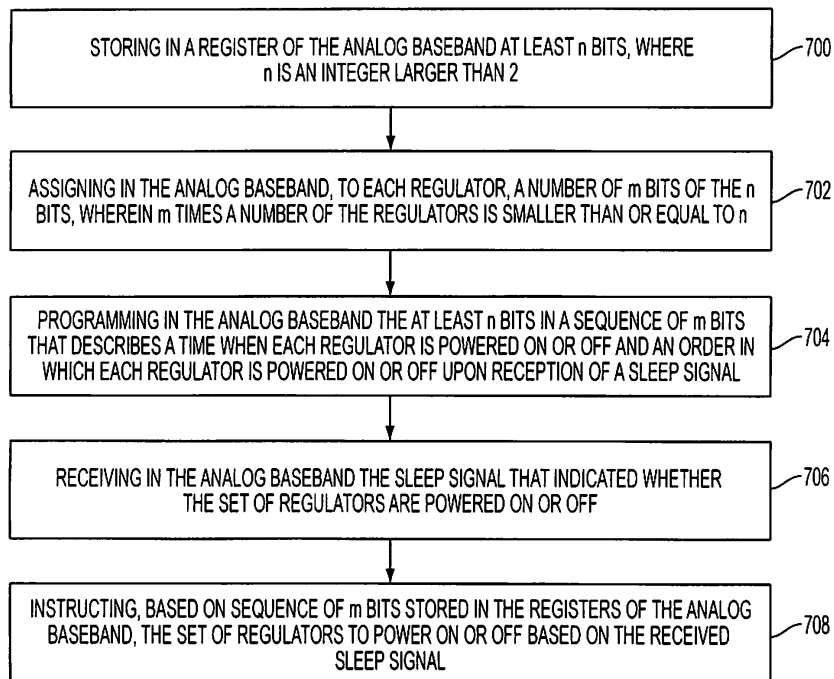 STORING IN A REGISTER OF THE ANALOG BASEBAND AT LEAST n BITS, WHERE
n IS AN INTEGER LARGER THAN 2
700
ASSIGNING IN THE ANALOG BASEBAND, TO EACH REGULATOR, A NUMBER OF m BITS OF THE n
BITS, WHEREIN m TIMES A NUMBER OF THE REGULATORS IS SMALLER THAN OR EQUAL TO n
702
PROGRAMMING IN THE ANALOG BASEBAND THE AT LEAST n BITS IN A SEQUENCE OF m BITS
THAT DESCRIBES A TIME WHEN EACH REGULATOR IS POWERED ON OR OFF AND AN ORDER IN
WHICH EACH REGULATOR IS POWERED ON OR OFF UPON RECEPTION OF A SLEEP SIGNAL
704
RECEIVING IN THE ANALOG BASEBAND THE SLEEP SIGNAL THAT INDICATED WHETHER
THE SET OF REGULATORS ARE POWERED ON OR OFF
706
INSTRUCTING, BASED ON SEQUENCE OF m BITS STORED IN THE REGISTERS OF THE ANALOG
BASEBAND, THE SET OF REGULATORS TO POWER ON OR OFF BASED ON THE RECEIVED
SLEEP SIGNAL
708